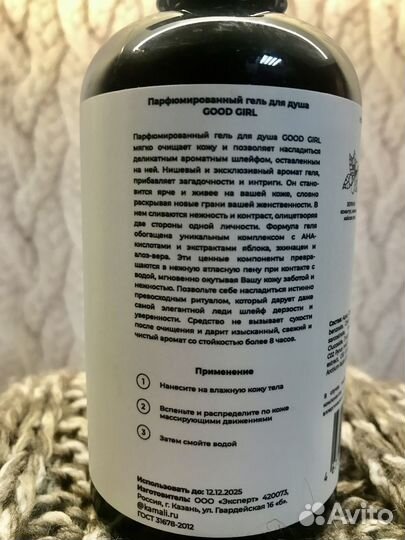 Парфюмированный гель для душа
GOOD GIRL
Парфюмированный гель для душа GOOD GIRL
мягко очищает кожу и позволяет насладиться
деликатным ароматным шлейфом, оставленным
на ней. Нишевый и эксклюзивный аромат геля,
прибавляет загадочности и интриги. Он стано-
вится ярче и живее на вашей коже, словно
раскрывая новые грани вашей женственности. В
нем сливаются нежность и контраст, олицетворяя
две стороны одной личности. Формула геля
обогащена уникальным комплексом с АНА-
кислотами и экстрактами яблока, эхинацеи и
алоэ-вера. Эти ценные компоненты превра-
щаются в нежную атласную пену при контакте с
водой, мгновенно окутывая Вашу кожу заботой и
нежностью. Позвольте себе насладиться истинно
превосходным ритуалом, который дарует даже
самой элегантной леди шлейф дерзости и
уверенности. Средство не вызывает сухости
после очищения и дарит изысканный, свежий и
чистый аромат со стойкостью более 8 часов.
Применение
1 Нанесите на влажную кожу тела
2 Вспеньте и распределите по коже
массирующими движениями
3 Затем смойте водой
Использовать до: 12.12.2025
Изготовитель: ООО «Эксперт» 420073,
Россия, г. Казань, ул. Гвардейская 16 «б».
@kamali.ru
ГОСТ 31678-2012
Avito